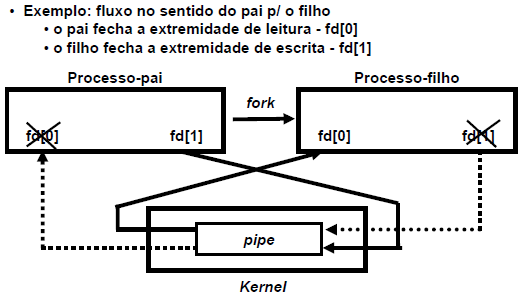 • Exemplo: fluxo no sentido do pai p/ o filho
• o pai fecha a extremidade de leitura - fd[0]
• o filho fecha a extremidade de escrita - fd[1]
Processo-pai
Processo-filho
fork
fd[0]
fd[1]
fd[0]
fd[1]
pipe
Kernel